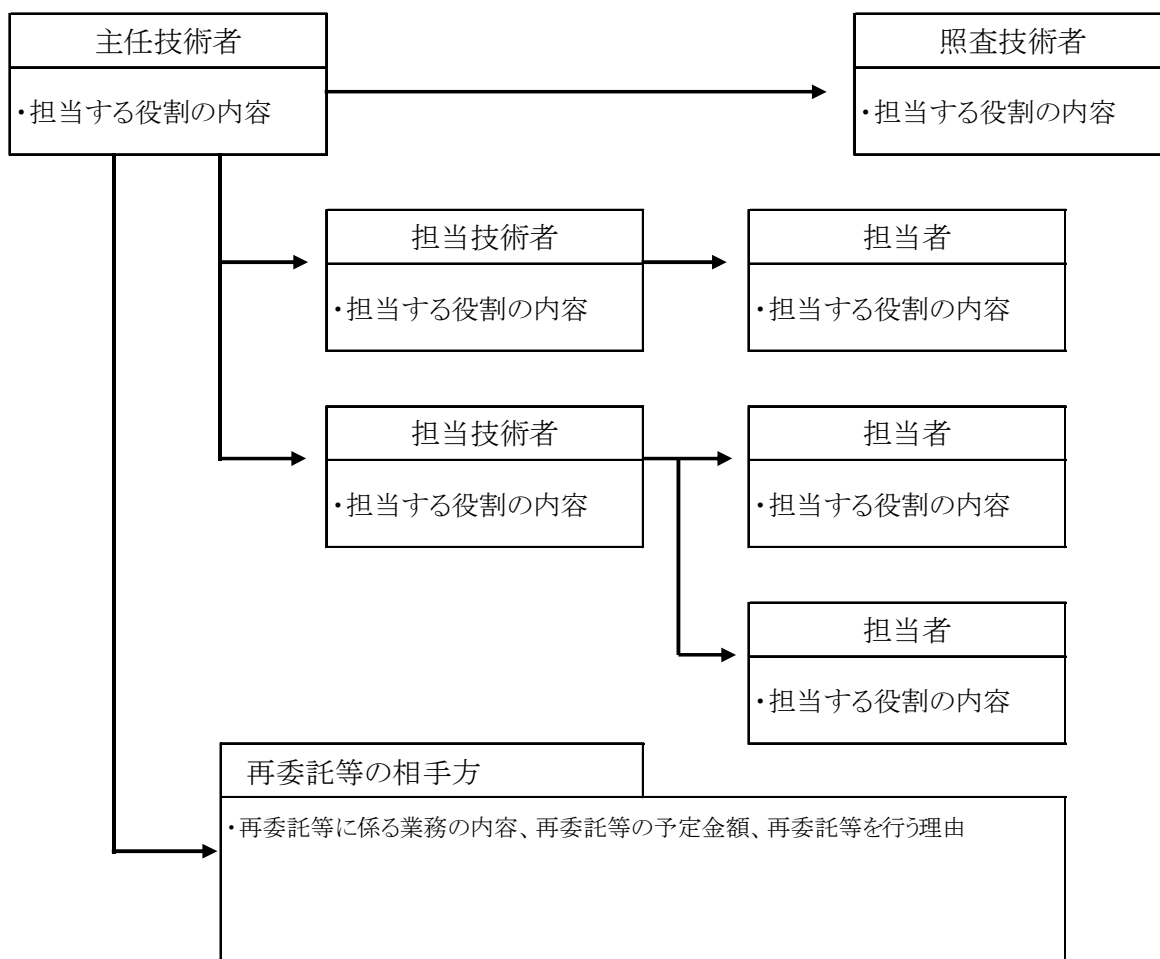 主任技術者
・担当する役割の内容
照査技術者
・担当する役割の内容
担当技術者
・担当する役割の内容
担当者
・担当する役割の内容
担当技術者
・担当する役割の内容
担当者
・担当する役割の内容
担当者
・担当する役割の内容
再委託等の相手方
・再委託等に係る業務の内容、再委託等の予定金額、再委託等を行う理由